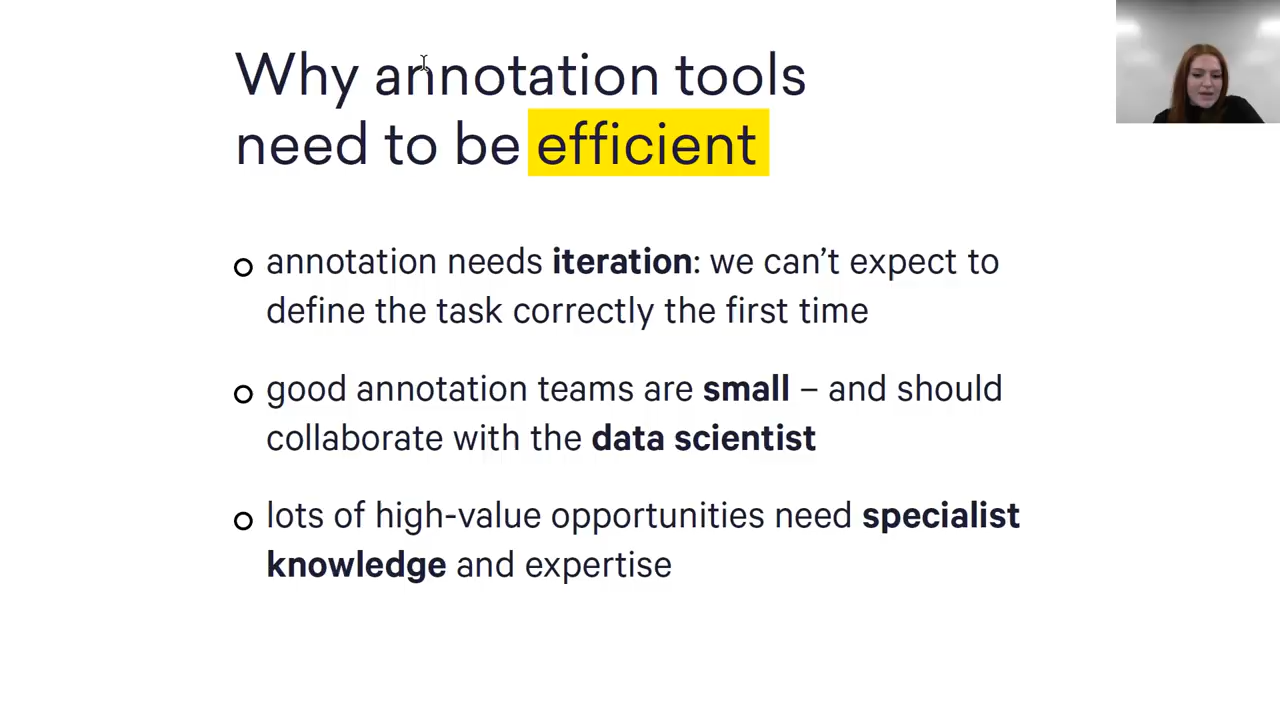 Why annotation tools
need to be efficient
annotation needs iteration: we can’t expect to
define the task correctly the first time
good annotation teams are small – and should
collaborate with the data scientist
lots of high-value opportunities need specialist
knowledge and expertise